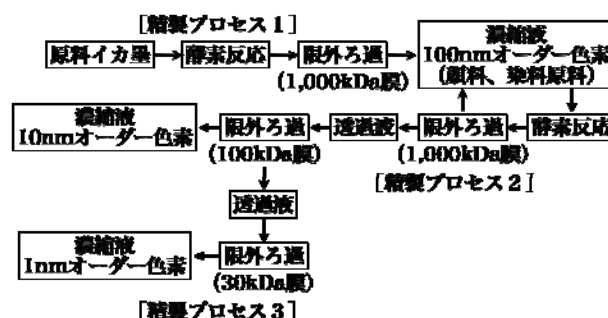 [精製プロセス1]
原料イカ墨
酵素反応
限外ろ過
(1,000kDa膜)
濃縮液
100nmオーダー色素
(顔料、染料原料)
濃縮液
10nmオーダー色素
限外ろ過
(100kDa膜)
透過液
限外ろ過
(1,000kDa膜)
酵素反応
[精製プロセス2]
透過液
濃縮液
1nmオーダー色素
限外ろ過
(30kDa膜)
[精製プロセス3]